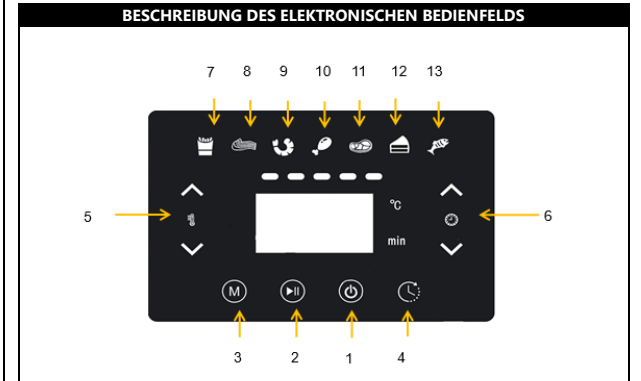 BESCHREIBUNG DES ELEKTRONISCHEN BEDIENFELDS
7 8 9 10 11 12 13
°C
5 6
min
M
3 2 1 4